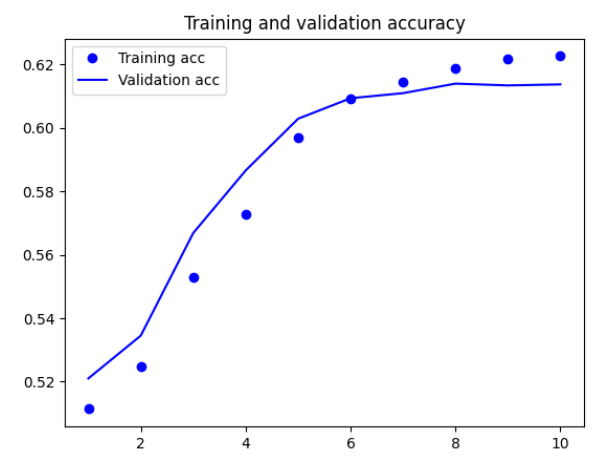 Training and validation accuracy
Training acc
Validation acc
0.62
0.60
0.58
0.56
0.54
0.52
2 4 6 8 10